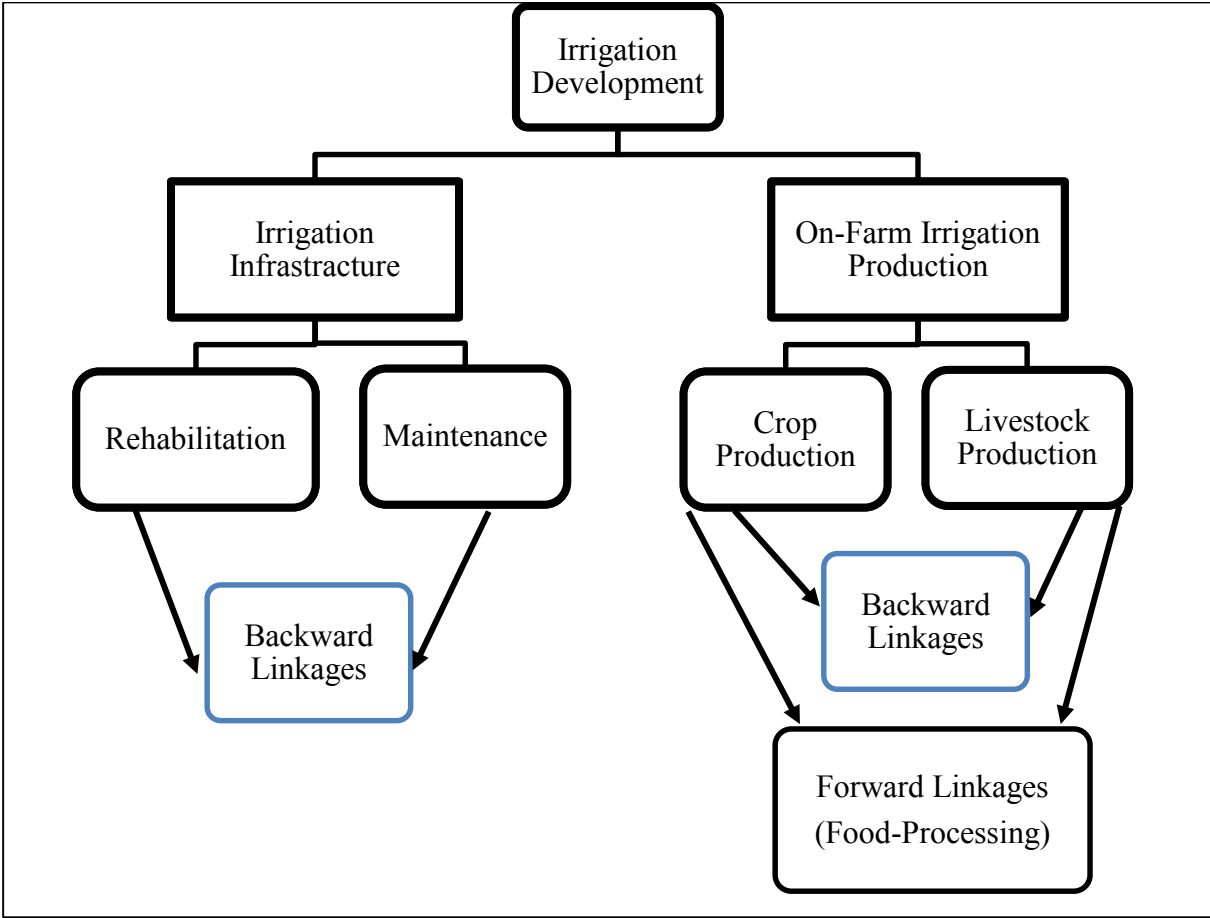 Irrigation
Development
Irrigation
Infrastracture
On-Farm Irrigation
Production
Rehabilitation
Maintenance
Crop
Production
Livestock
Production
Backward
Linkages
Backward
Linkages
Forward Linkages
(Food-Processing)